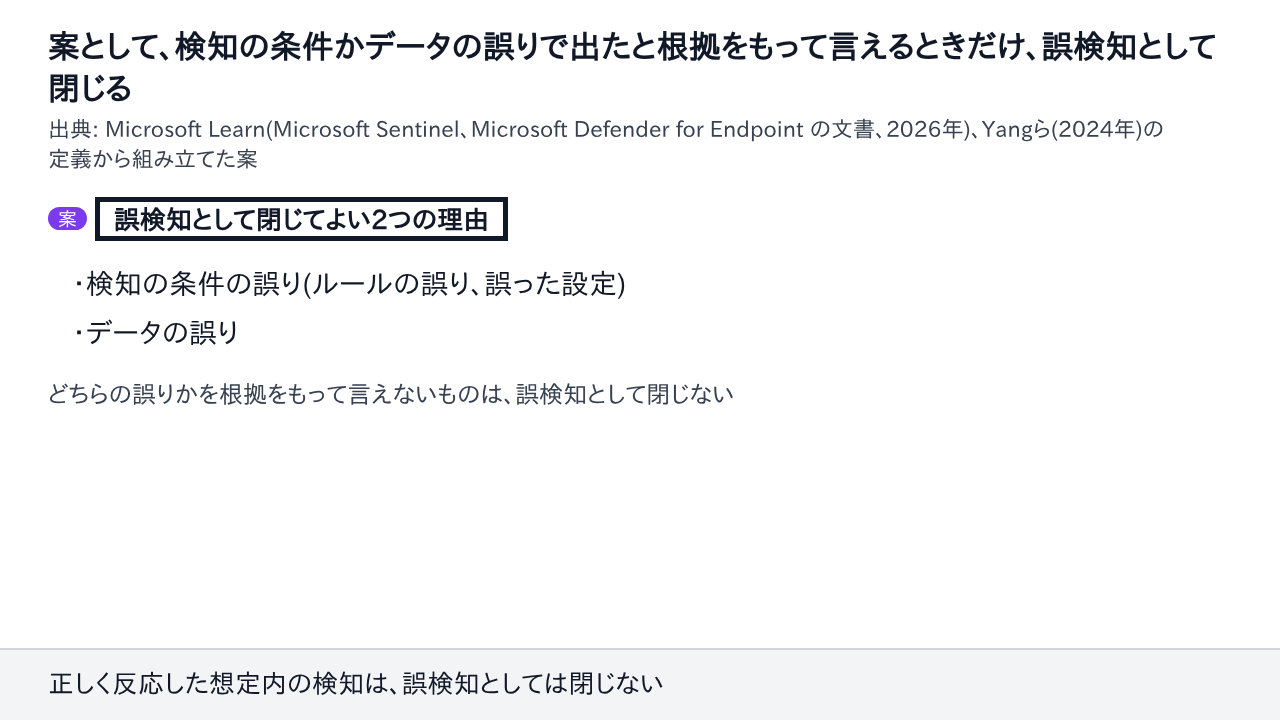 案として、検知の条件かデータの誤りで出たと根拠をもって言えるときだけ、誤検知として
閉じる
出典: Microsoft Learn(Microsoft Sentinel、Microsoft Defender for Endpoint の文書、2026年)、Yangら(2024年)の
定義から組み立てた案
案 誤検知として閉じてよい2つの理由
・検知の条件の誤り(ルールの誤り、誤った設定)
・データの誤り
どちらの誤りかを根拠をもって言えないものは、誤検知として閉じない
正しく反応した想定内の検知は、誤検知としては閉じない